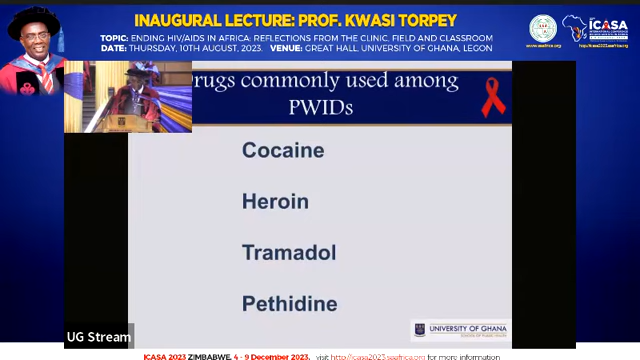 INAUGURAL LECTURE: PROF. KWASI TORPEY
TOPIC: ENDING HIV/AIDS IN AFRICA: REFLECTIONS FROM THE CLINIC, FIELD AND CLASSROOM
DATE: THURSDAY, 10TH AUGUST, 2023. VENUE: GREAT HALL, UNIVERSITY OF GHANA, LEGON
ICASA
www.saafrica.org
rugs commonly used among
PWIDs
Cocaine
Heroin
Tramadol
Pethidine
UNIVERSITY OF GHANA
UG Stream
ICASA 2023 ZIMBABWE, 4 - 9 December 2023. visit http://icasa2023.saafrica.org for more information